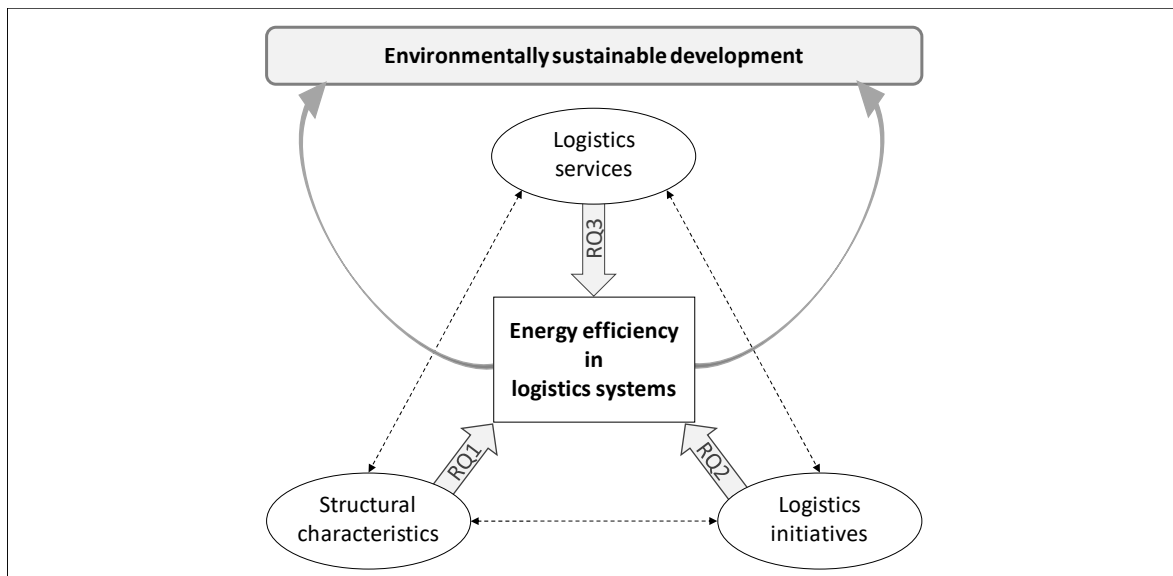 Environmentally sustainable development
Logistics
services
RQ3
Energy efficiency
in
logistics systems
RQ1
RQ2
Structural
characteristics
Logistics
initiatives